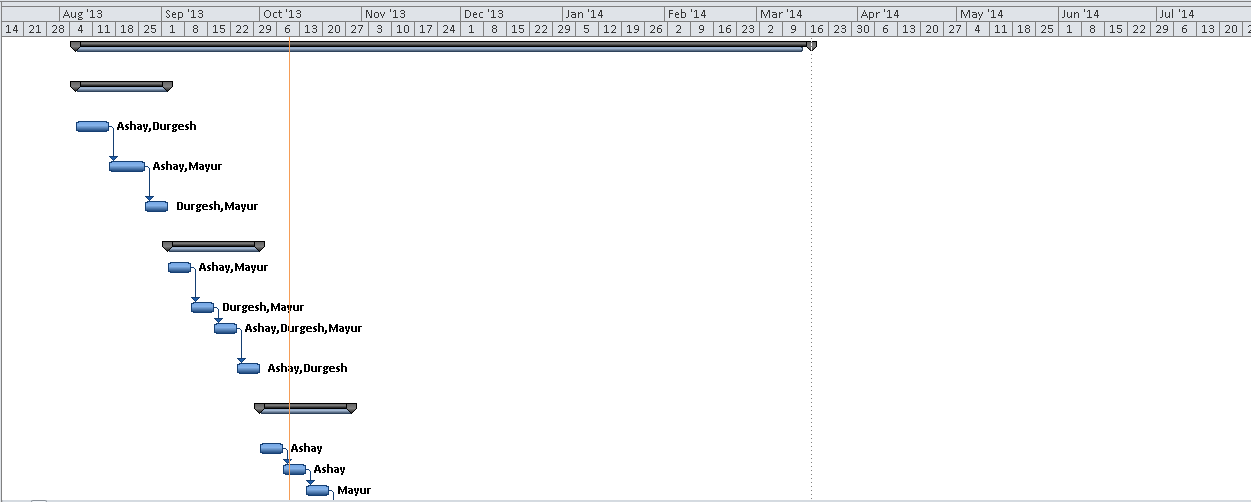 Aug '13 Sep '13 Oct '13 Nov '13 Dec '13 Jan '14 Feb '14 Mar '14 Apr '14 May '14 Jun '14 Jul '14
14 21 28 4 11 18 25 1 8 15 22 29 6 13 20 27 3 10 17 24 1 8 15 22 29 5 12 19 26 2 9 16 23 2 9 16 23 30 6 13 20 27 4 11 18 25 1 8 15 22 29 6 13 20
Ashay,Durgesh
Ashay,Mayur
Durgesh,Mayur
Ashay,Mayur
Durgesh,Mayur
Ashay,Durgesh,Mayur
Ashay,Durgesh
Ashay
Ashay
Mayur